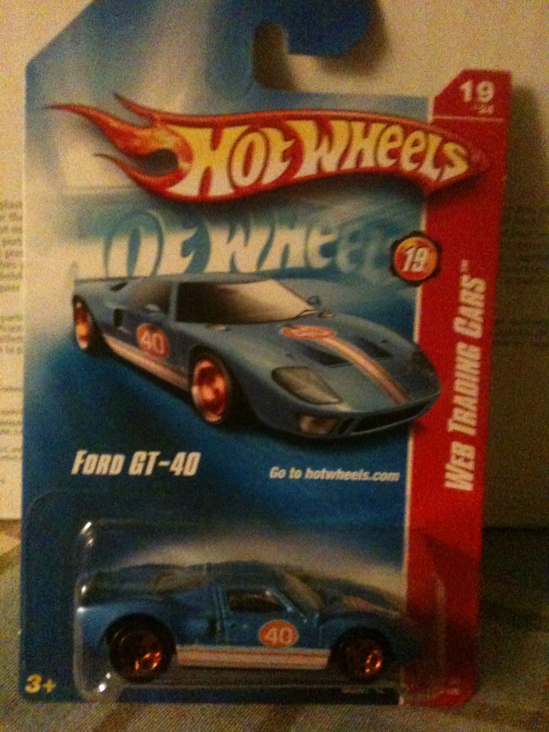 19
24
HOT WHEELS
HOT WHEELS
19
40
FORD GT-40
Go to hotwheels.com
WEB TRADING CARS™
40
3+